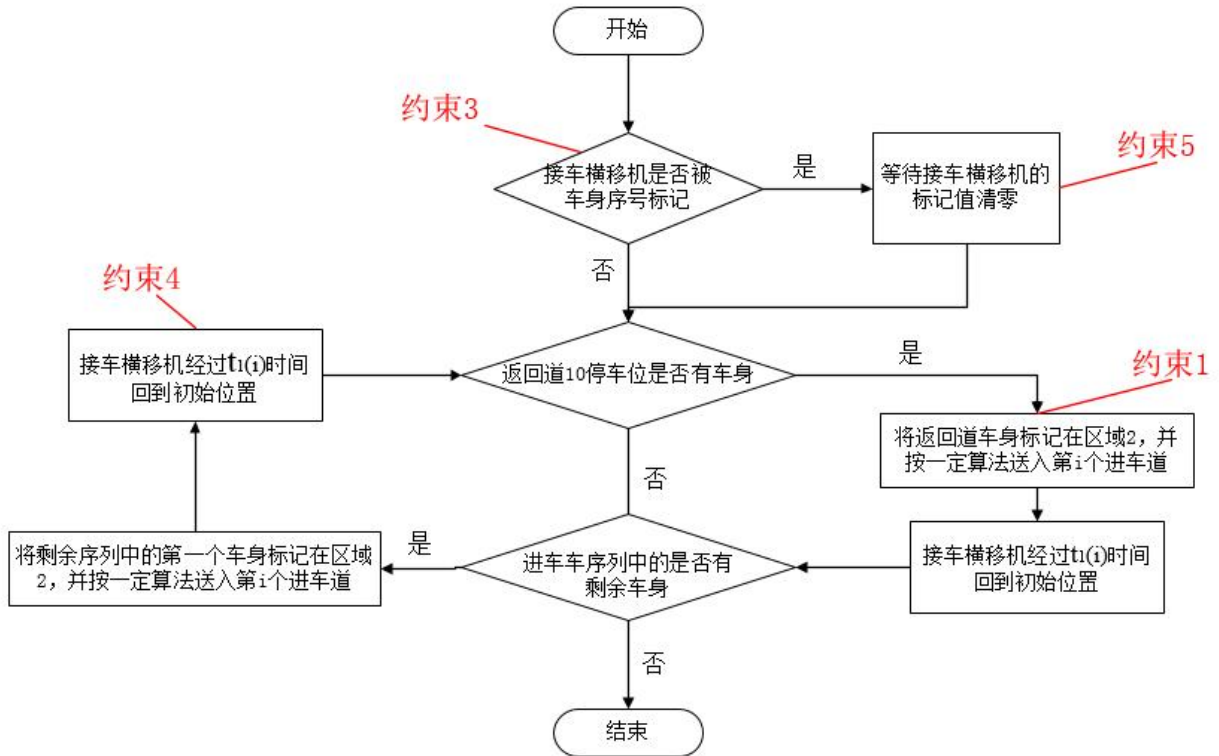 开始
约束3
接车横移机是否被
车身序号标记
是
等待接车横移机的
标记值清零
约束5
否
约束4
接车横移机经过t1(i)时间
回到初始位置
返回道10停车位是否有车身
是
约束1
将返回道车身标记在区域2，并
按一定算法送入第i个进车道
否
将剩余序列中的第一个车身标记在区域
2，并按一定算法送入第i个进车道
是
进车车序列中的是否有
剩余车身
接车横移机经过t1(i)时间
回到初始位置
否
结束